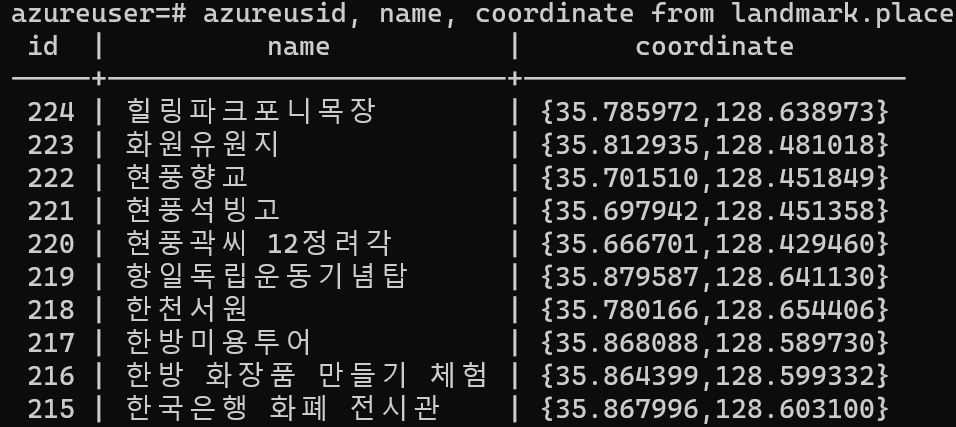 azureuser=# azureusid, name, coordinate from landmark.place
id | name | coordinate
-----+-------------------------+------------------------
224 | 힐링파크포니목장 | {35.785972,128.638973}
223 | 화원유원지 | {35.812935,128.481018}
222 | 현풍향교 | {35.701510,128.451849}
221 | 현풍석빙고 | {35.697942,128.451358}
220 | 현풍곽씨 12정려각 | {35.666701,128.429460}
219 | 항일독립운동기념탑 | {35.879587,128.641130}
218 | 한천서원 | {35.780166,128.654406}
217 | 한방미용투어 | {35.868088,128.589730}
216 | 한방 화장품 만들기 체험 | {35.864399,128.599332}
215 | 한국은행 화폐 전시관 | {35.867996,128.603100}